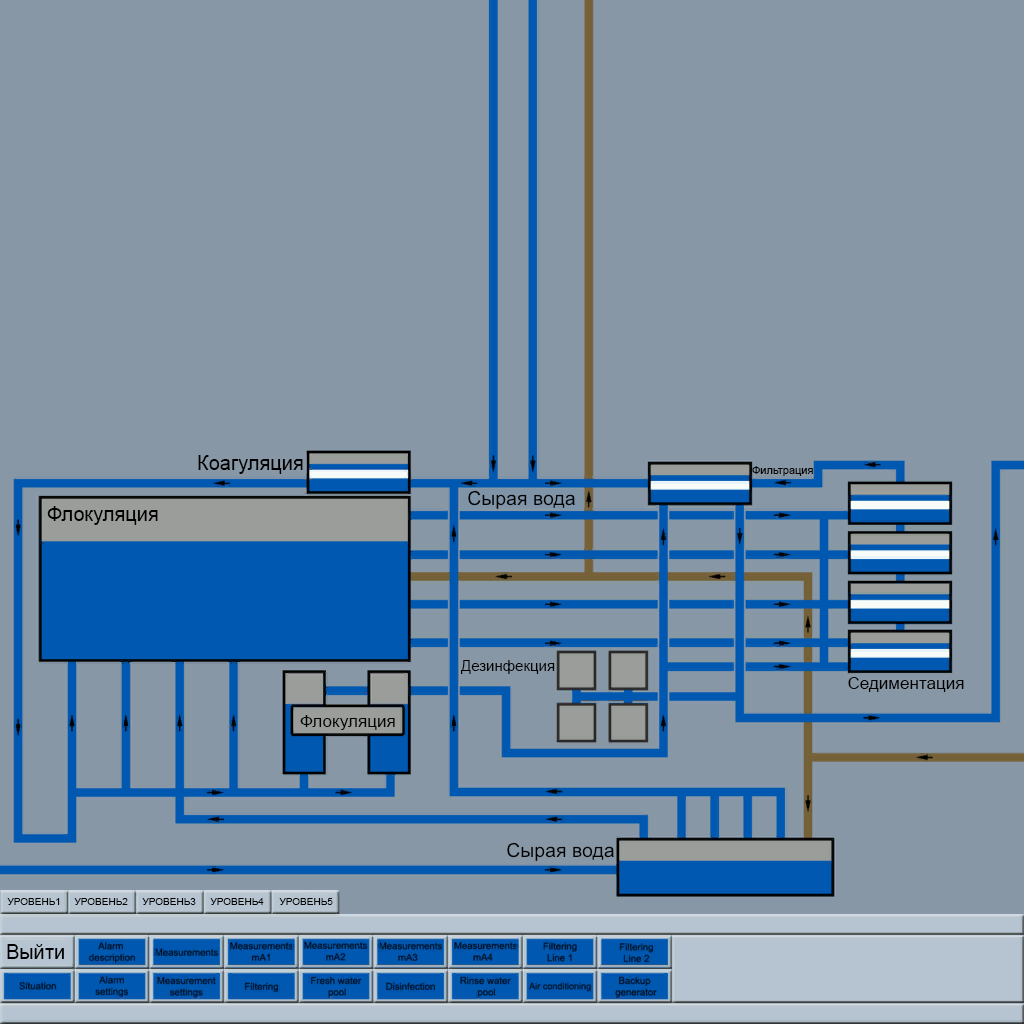 Коагуляция
Фильтрация
Сырая вода
Флокуляция
Дезинфекция
Седиментация
Флокуляция
Сырая вода
УРОВЕНЬ1 УРОВЕНЬ2 УРОВЕНЬ3 УРОВЕНЬ4 УРОВЕНЬ5
Выйти
Alarm
description
Measurements
Measurements
mA1
Measurements
mA2
Measurements
mA3
Measurements
mA4
Filtering
Line 1
Filtering
Line 2
Situation
Alarm
settings
Measurement
settings
Filtering
Fresh water
pool
Disinfection
Rinse water
pool
Air conditioning
Backup
generator